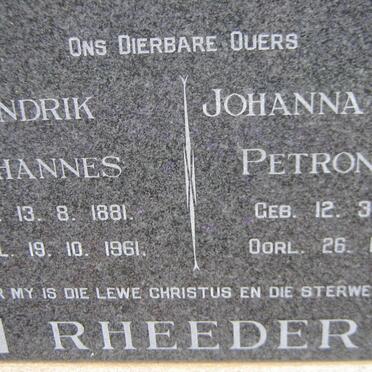 ONS DIERBARE OUERS
NDRIK
HANNES
13. 8. 1881.
19. 10. 1961.
JOHANNA
PETRON
GEB. 12. 3
OORL. 26.
R MY IS DIE LEWE CHRISTUS EN DIE STERWE
RHEEDER